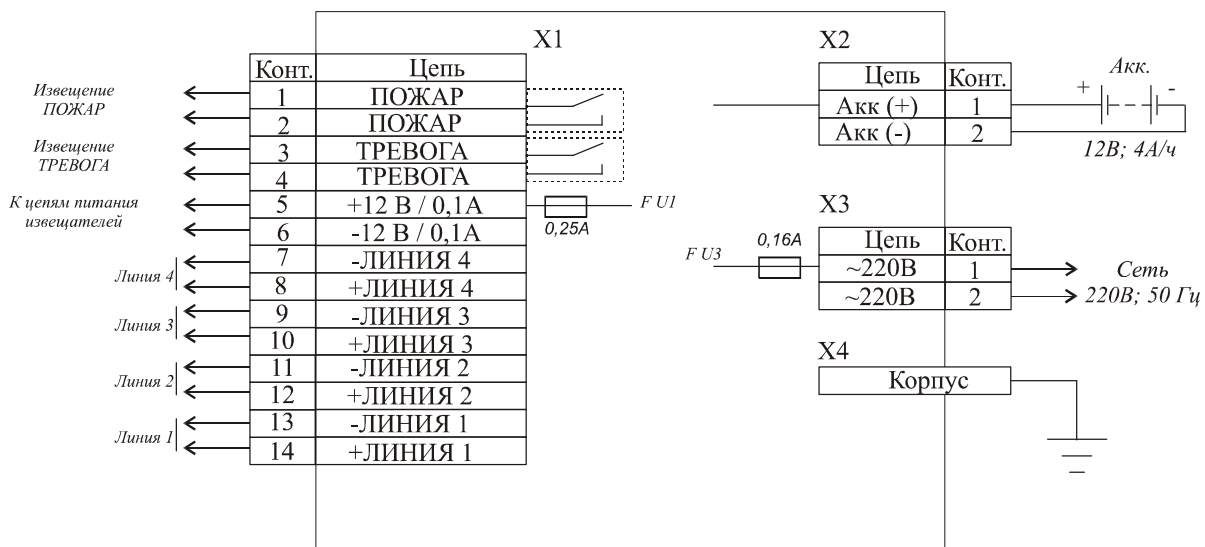 X1
Конт. Цепь
Извещение
ПОЖАР
1 ПОЖАР
2 ПОЖАР
Извещение
ТРЕВОГА
3 ТРЕВОГА
4 ТРЕВОГА
К цепям питания
извещателей
5 +12 В / 0,1А
F U1
0,25А
6 -12 В / 0,1А
Линия 4
7 -ЛИНИЯ 4
8 +ЛИНИЯ 4
Линия 3
9 -ЛИНИЯ 3
10 +ЛИНИЯ 3
Линия 2
11 -ЛИНИЯ 2
12 +ЛИНИЯ 2
Линия 1
13 -ЛИНИЯ 1
14 +ЛИНИЯ 1
X2
Цепь Конт.
Акк (+) 1
Акк (-) 2
Акк.
+ -
12В; 4А/ч
X3
Цепь Конт.
F U3
0,16А
~220В 1
~220В 2
Сеть
220В; 50 Гц
X4
Корпус